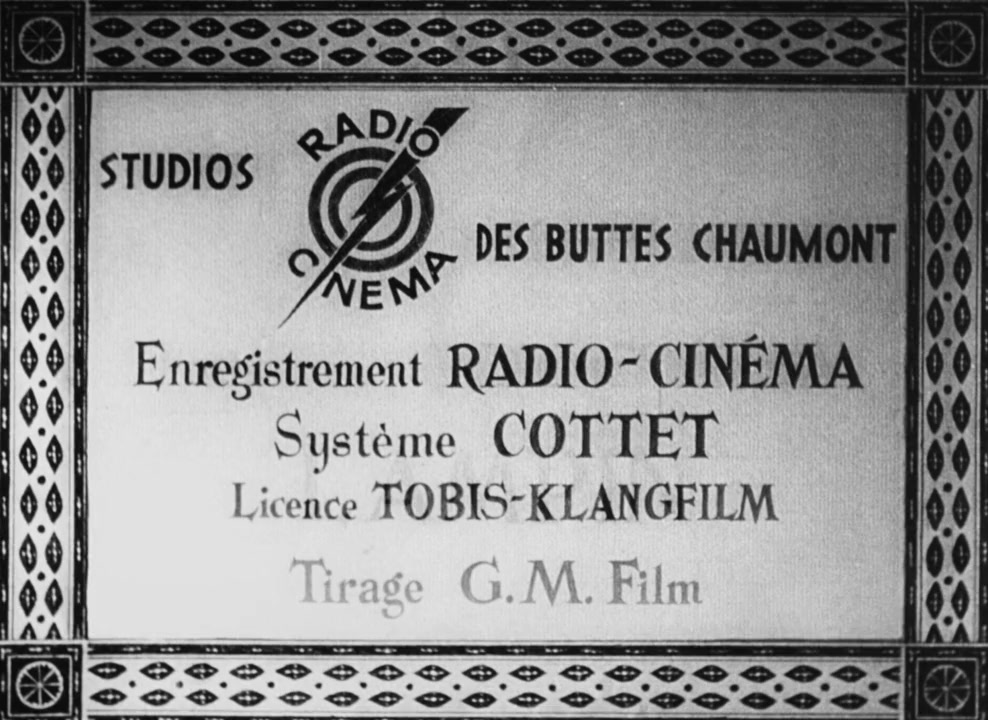 STUDIOS
RADIO
CINEMA
DES BUTTES CHAUMONT
Enregistrement RADIO-CINÉMA
Système COTTET
Licence TOBIS-KLANGFILM
Tirage G.M. Film